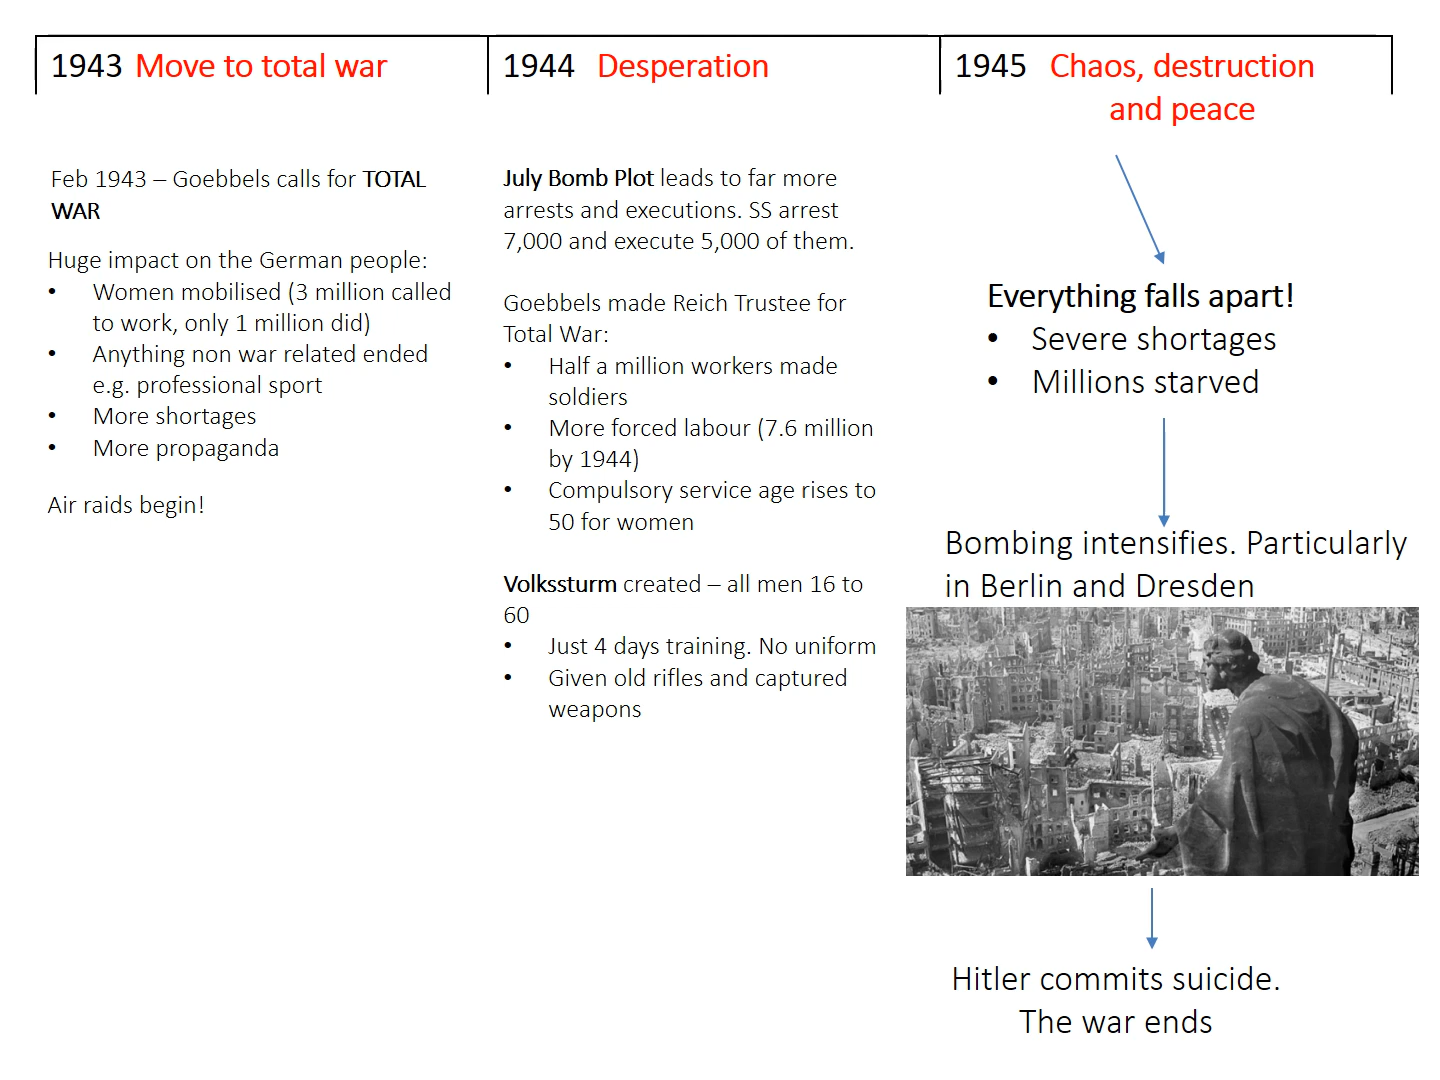 1943 Move to total war
Feb 1943 – Goebbels calls for TOTAL
WAR
Huge impact on the German people:
• Women mobilised (3 million called
to work, only 1 million did)
• Anything non war related ended
e.g. professional sport
• More shortages
• More propaganda
Air raids begin!
1944 Desperation
July Bomb Plot leads to far more
arrests and executions. SS arrest
7,000 and execute 5,000 of them.
Goebbels made Reich Trustee for
Total War:
• Half a million workers made
soldiers
• More forced labour (7.6 million
by 1944)
• Compulsory service age rises to
50 for women
Volkssturm created – all men 16 to
60
• Just 4 days training. No uniform
• Given old rifles and captured
weapons
1945 Chaos, destruction
and peace
Everything falls apart!
• Severe shortages
• Millions starved
Bombing intensifies. Particularly
in Berlin and Dresden
Hitler commits suicide.
The war ends